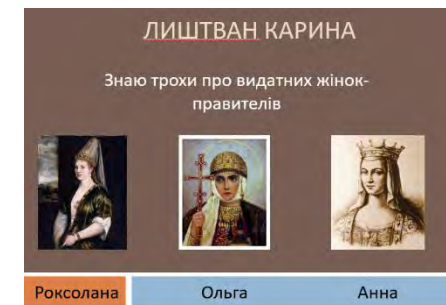 ЛИШТВАН КАРИНА
Знаю трохи про видатних жінок-
правителів
Роксолана
Ольга
Анна